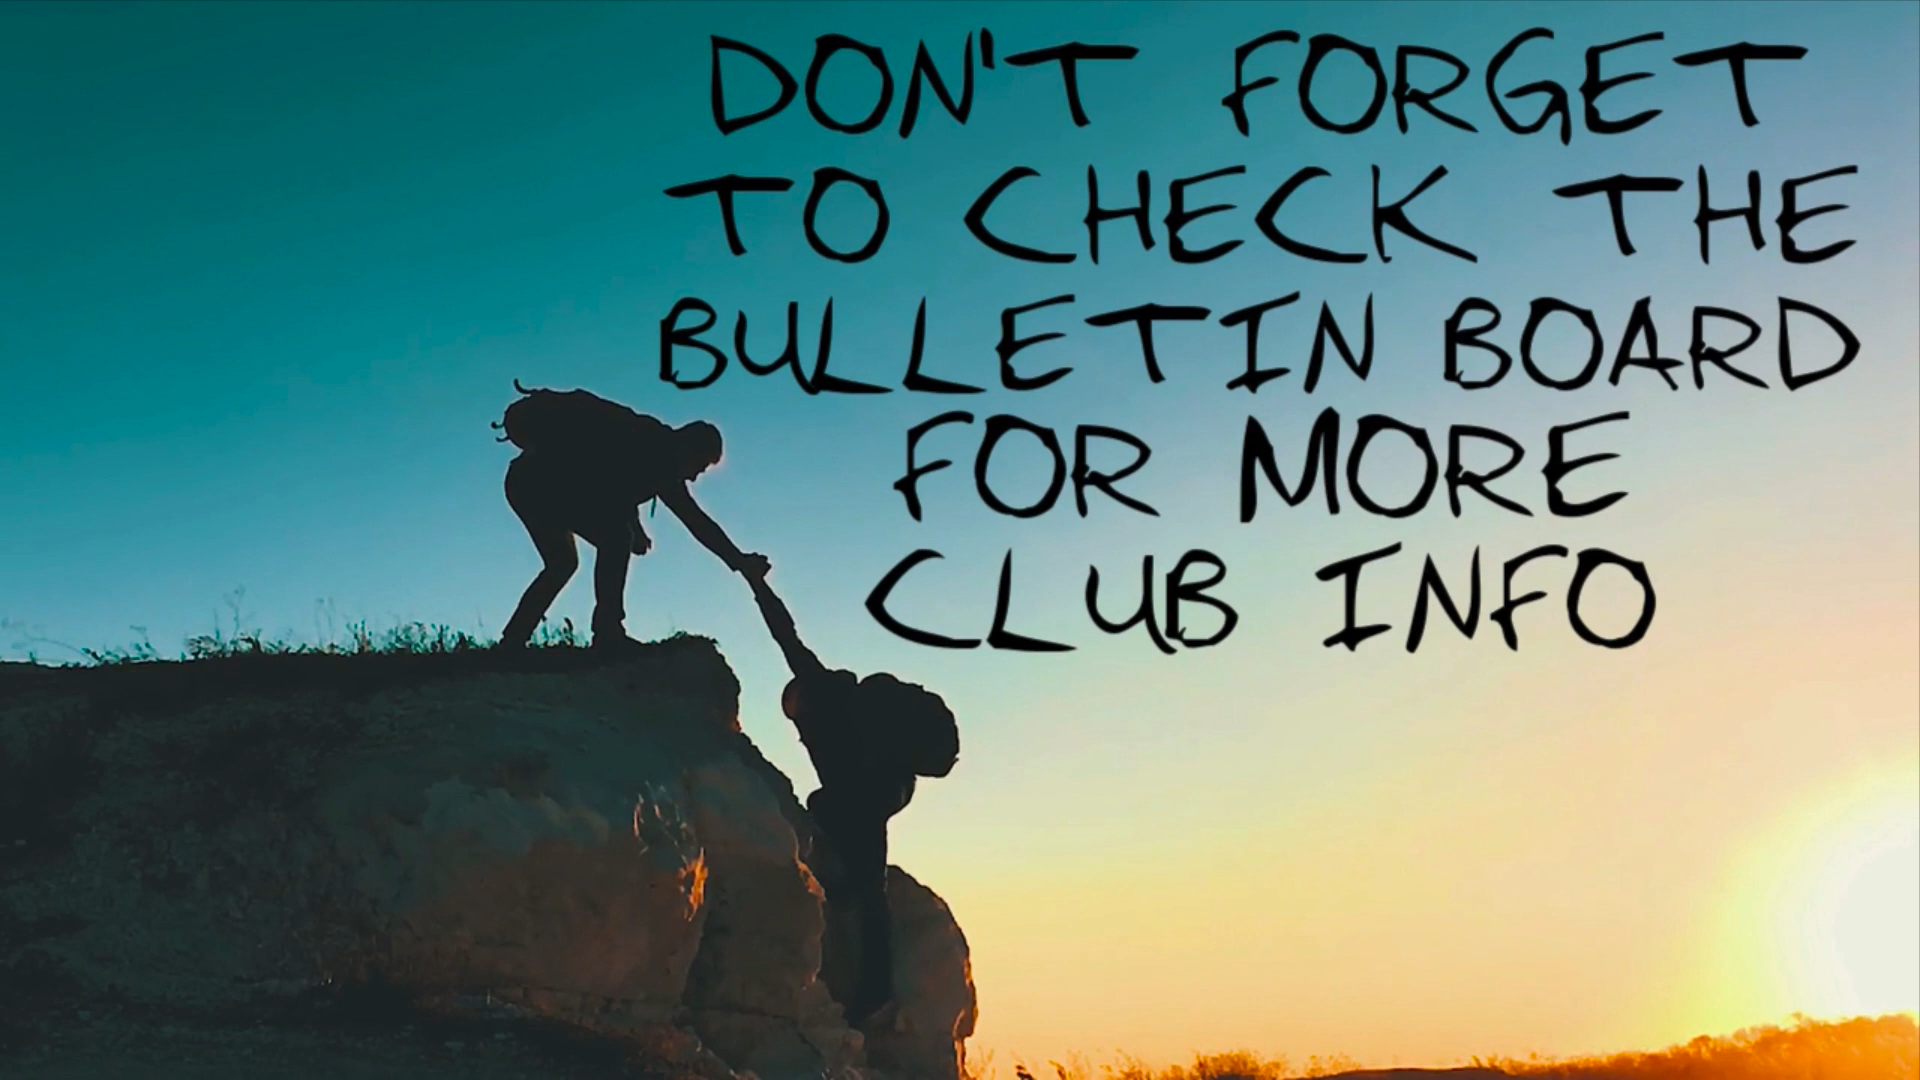 DON'T FORGET
TO CHECK THE
BULLETIN BOARD
FOR MORE
CLUB INFO